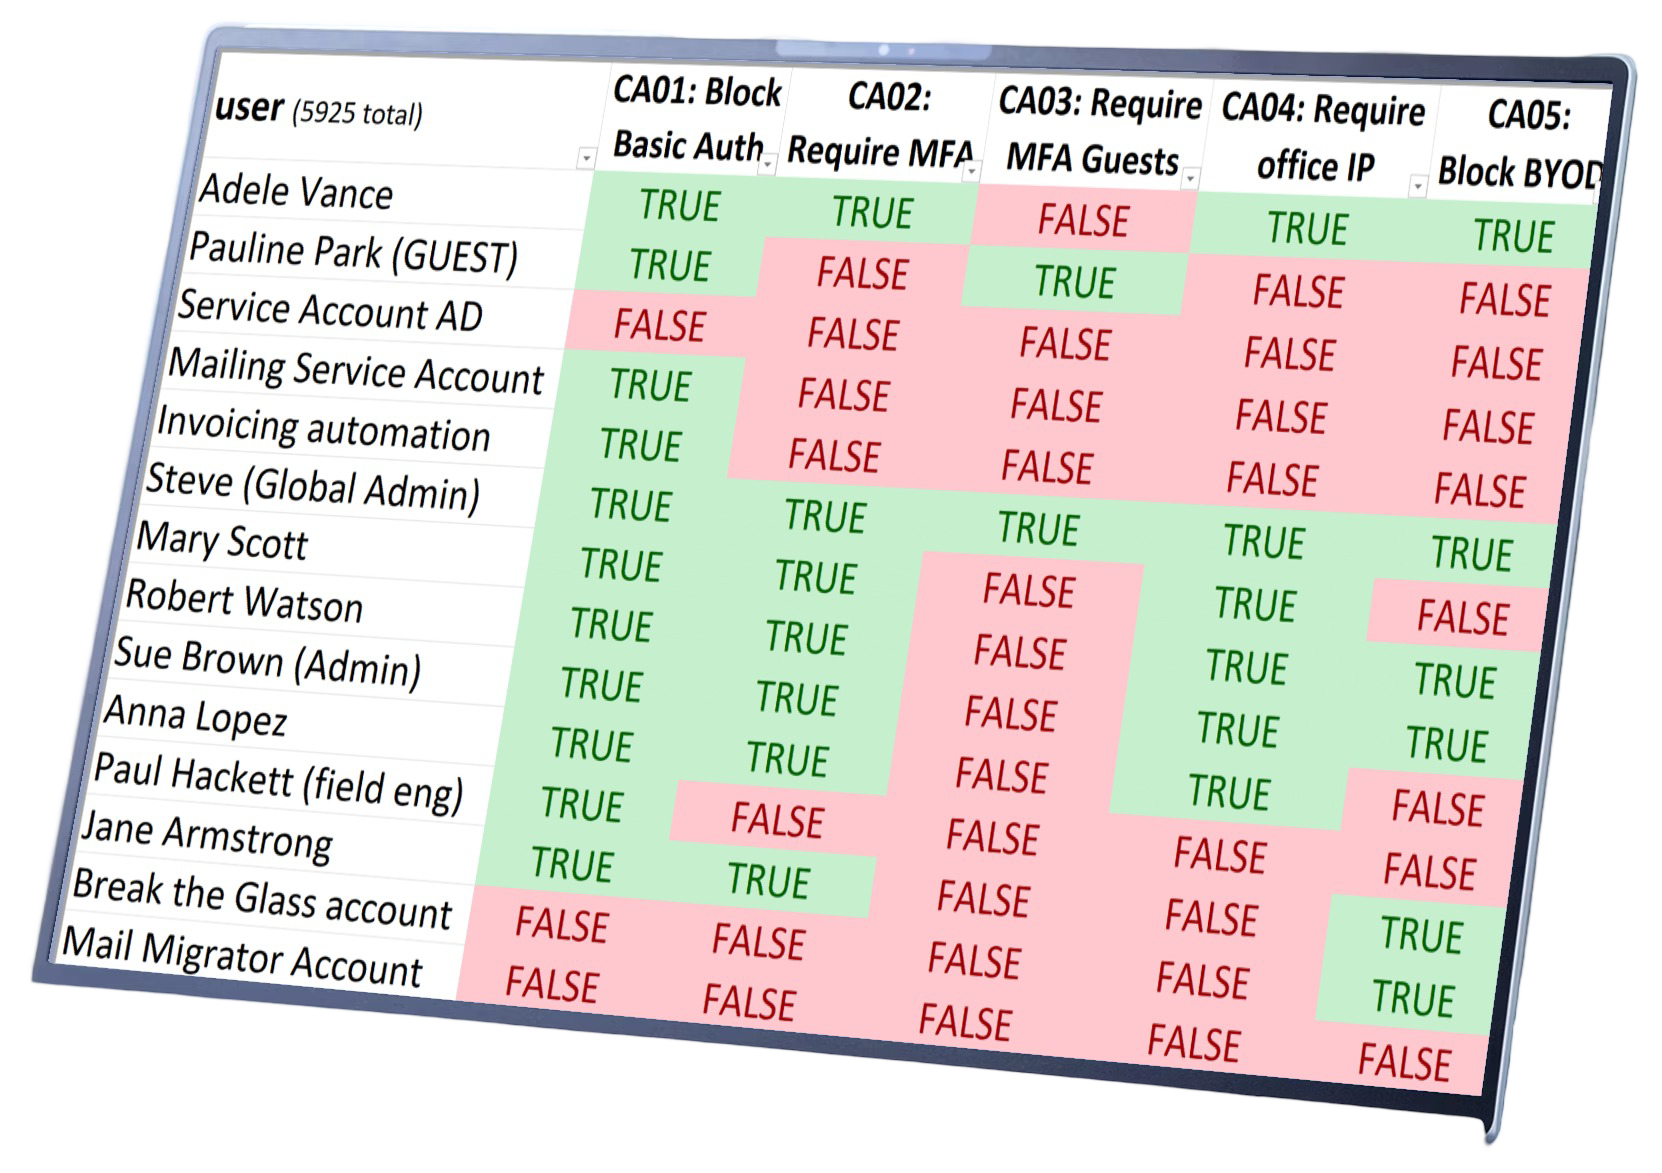 user (5925 total)
CA01: Block
Basic Auth
CA02:
Require MFA
CA03: Require
MFA Guests
CA04: Require
office IP
CA05:
Block BYOD
Adele Vance TRUE TRUE FALSE TRUE TRUE
Pauline Park (GUEST) TRUE FALSE TRUE FALSE FALSE
Service Account AD FALSE FALSE FALSE FALSE FALSE
Mailing Service Account TRUE FALSE FALSE FALSE FALSE
Invoicing automation TRUE FALSE FALSE FALSE FALSE
Steve (Global Admin) TRUE TRUE TRUE TRUE TRUE
Mary Scott TRUE TRUE FALSE TRUE FALSE
Robert Watson TRUE TRUE FALSE TRUE TRUE
Sue Brown (Admin) TRUE TRUE FALSE TRUE TRUE
Anna Lopez TRUE TRUE FALSE TRUE FALSE
Paul Hackett (field eng) TRUE FALSE FALSE FALSE FALSE
Jane Armstrong TRUE TRUE FALSE FALSE TRUE
Break the Glass account FALSE FALSE FALSE FALSE TRUE
Mail Migrator Account FALSE FALSE FALSE FALSE FALSE